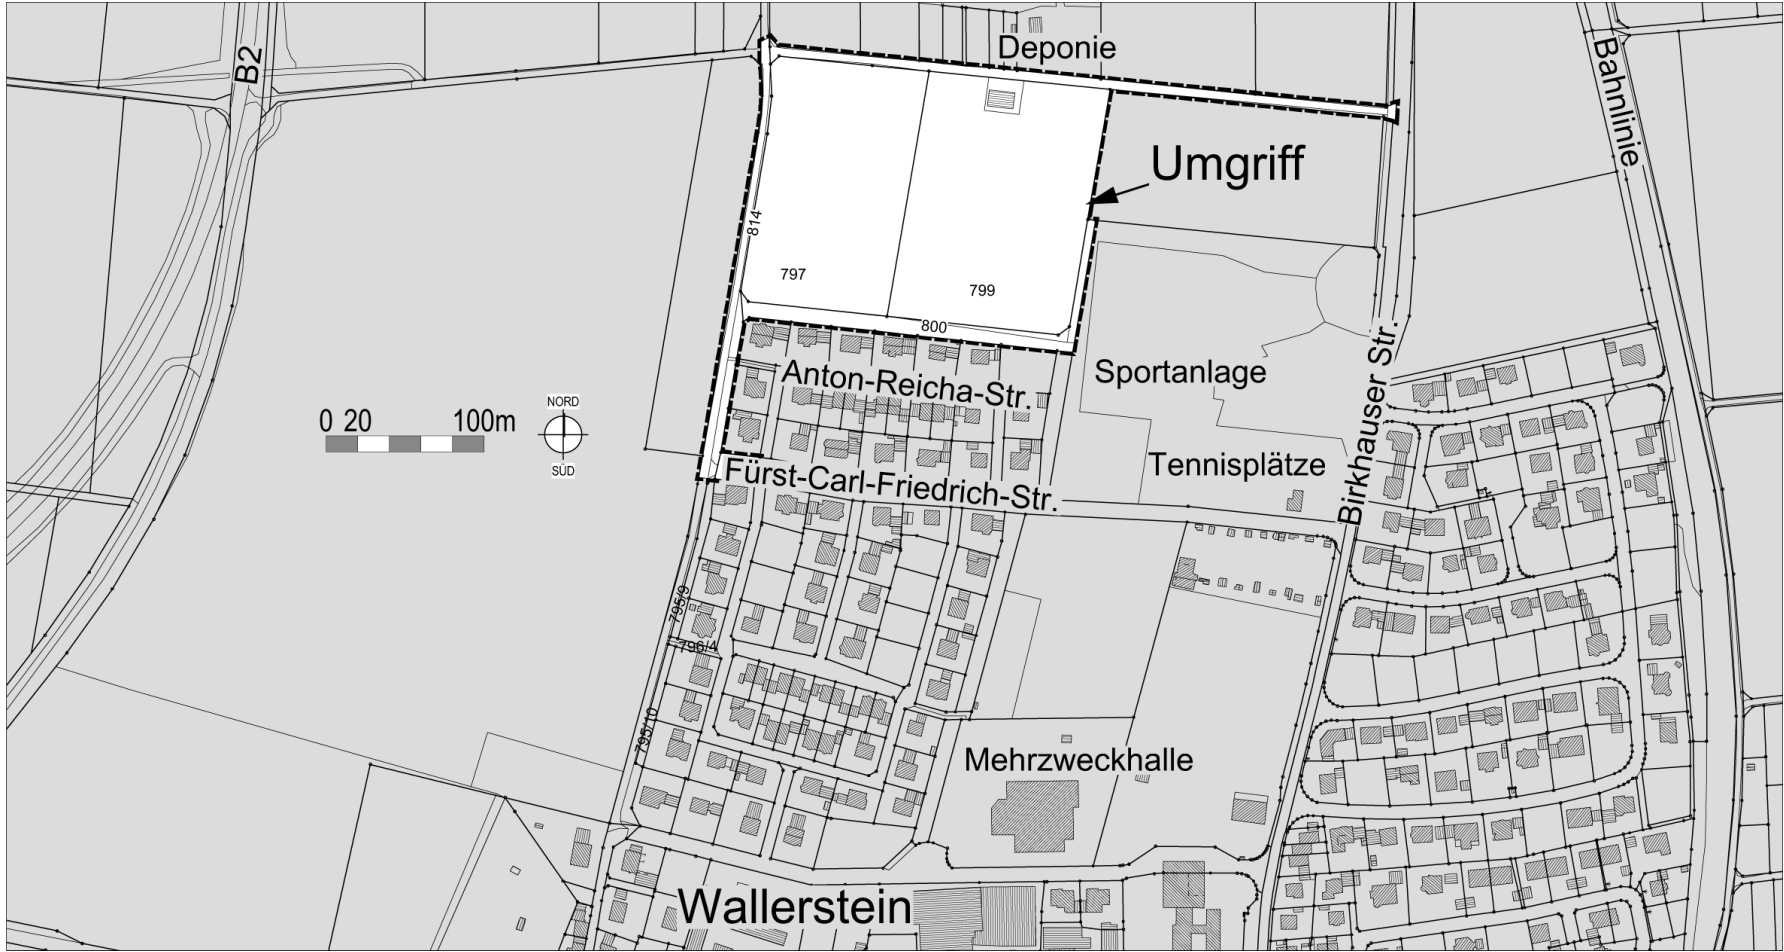 Deponie
B2
Bahnlinie
Umgriff
814
797
799
800
Anton-Reicha-Str.
Sportanlage
Birkhauser Str.
0 20 100m
NORD
SÜD
Tennisplätze
Fürst-Carl-Friedrich-Str.
795/9
796/4
795/10
Mehrzweckhalle
Wallerstein